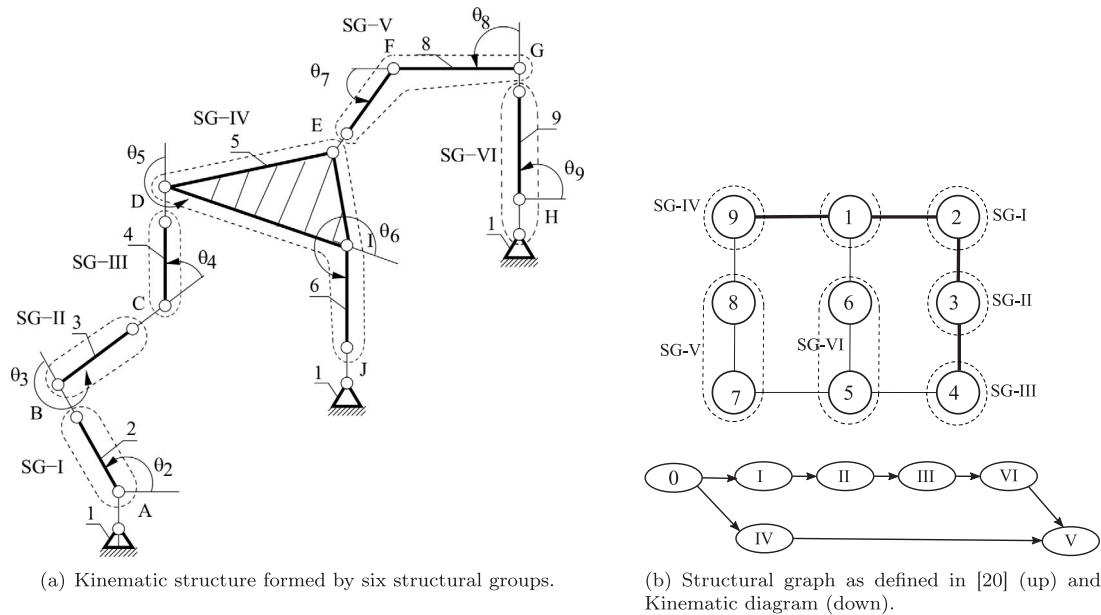 θ8
SG–V
G
F
8
θ7
SG–IV
E
9
5
SG–VI
θ5
θ9
D
H
I
θ6
4
1
SG–III
θ4
6
C
SG–II
3
J
θ3
1
B
2
SG–I
θ2
A
1
(a) Kinematic structure formed by six structural groups.
SG-IV
9
1
2
SG-I
8
6
3
SG-II
SG-V
SG-VI
7
5
4
SG-III
0
I
II
III
VI
IV
V
(b) Structural graph as defined in [20] (up) and
Kinematic diagram (down).